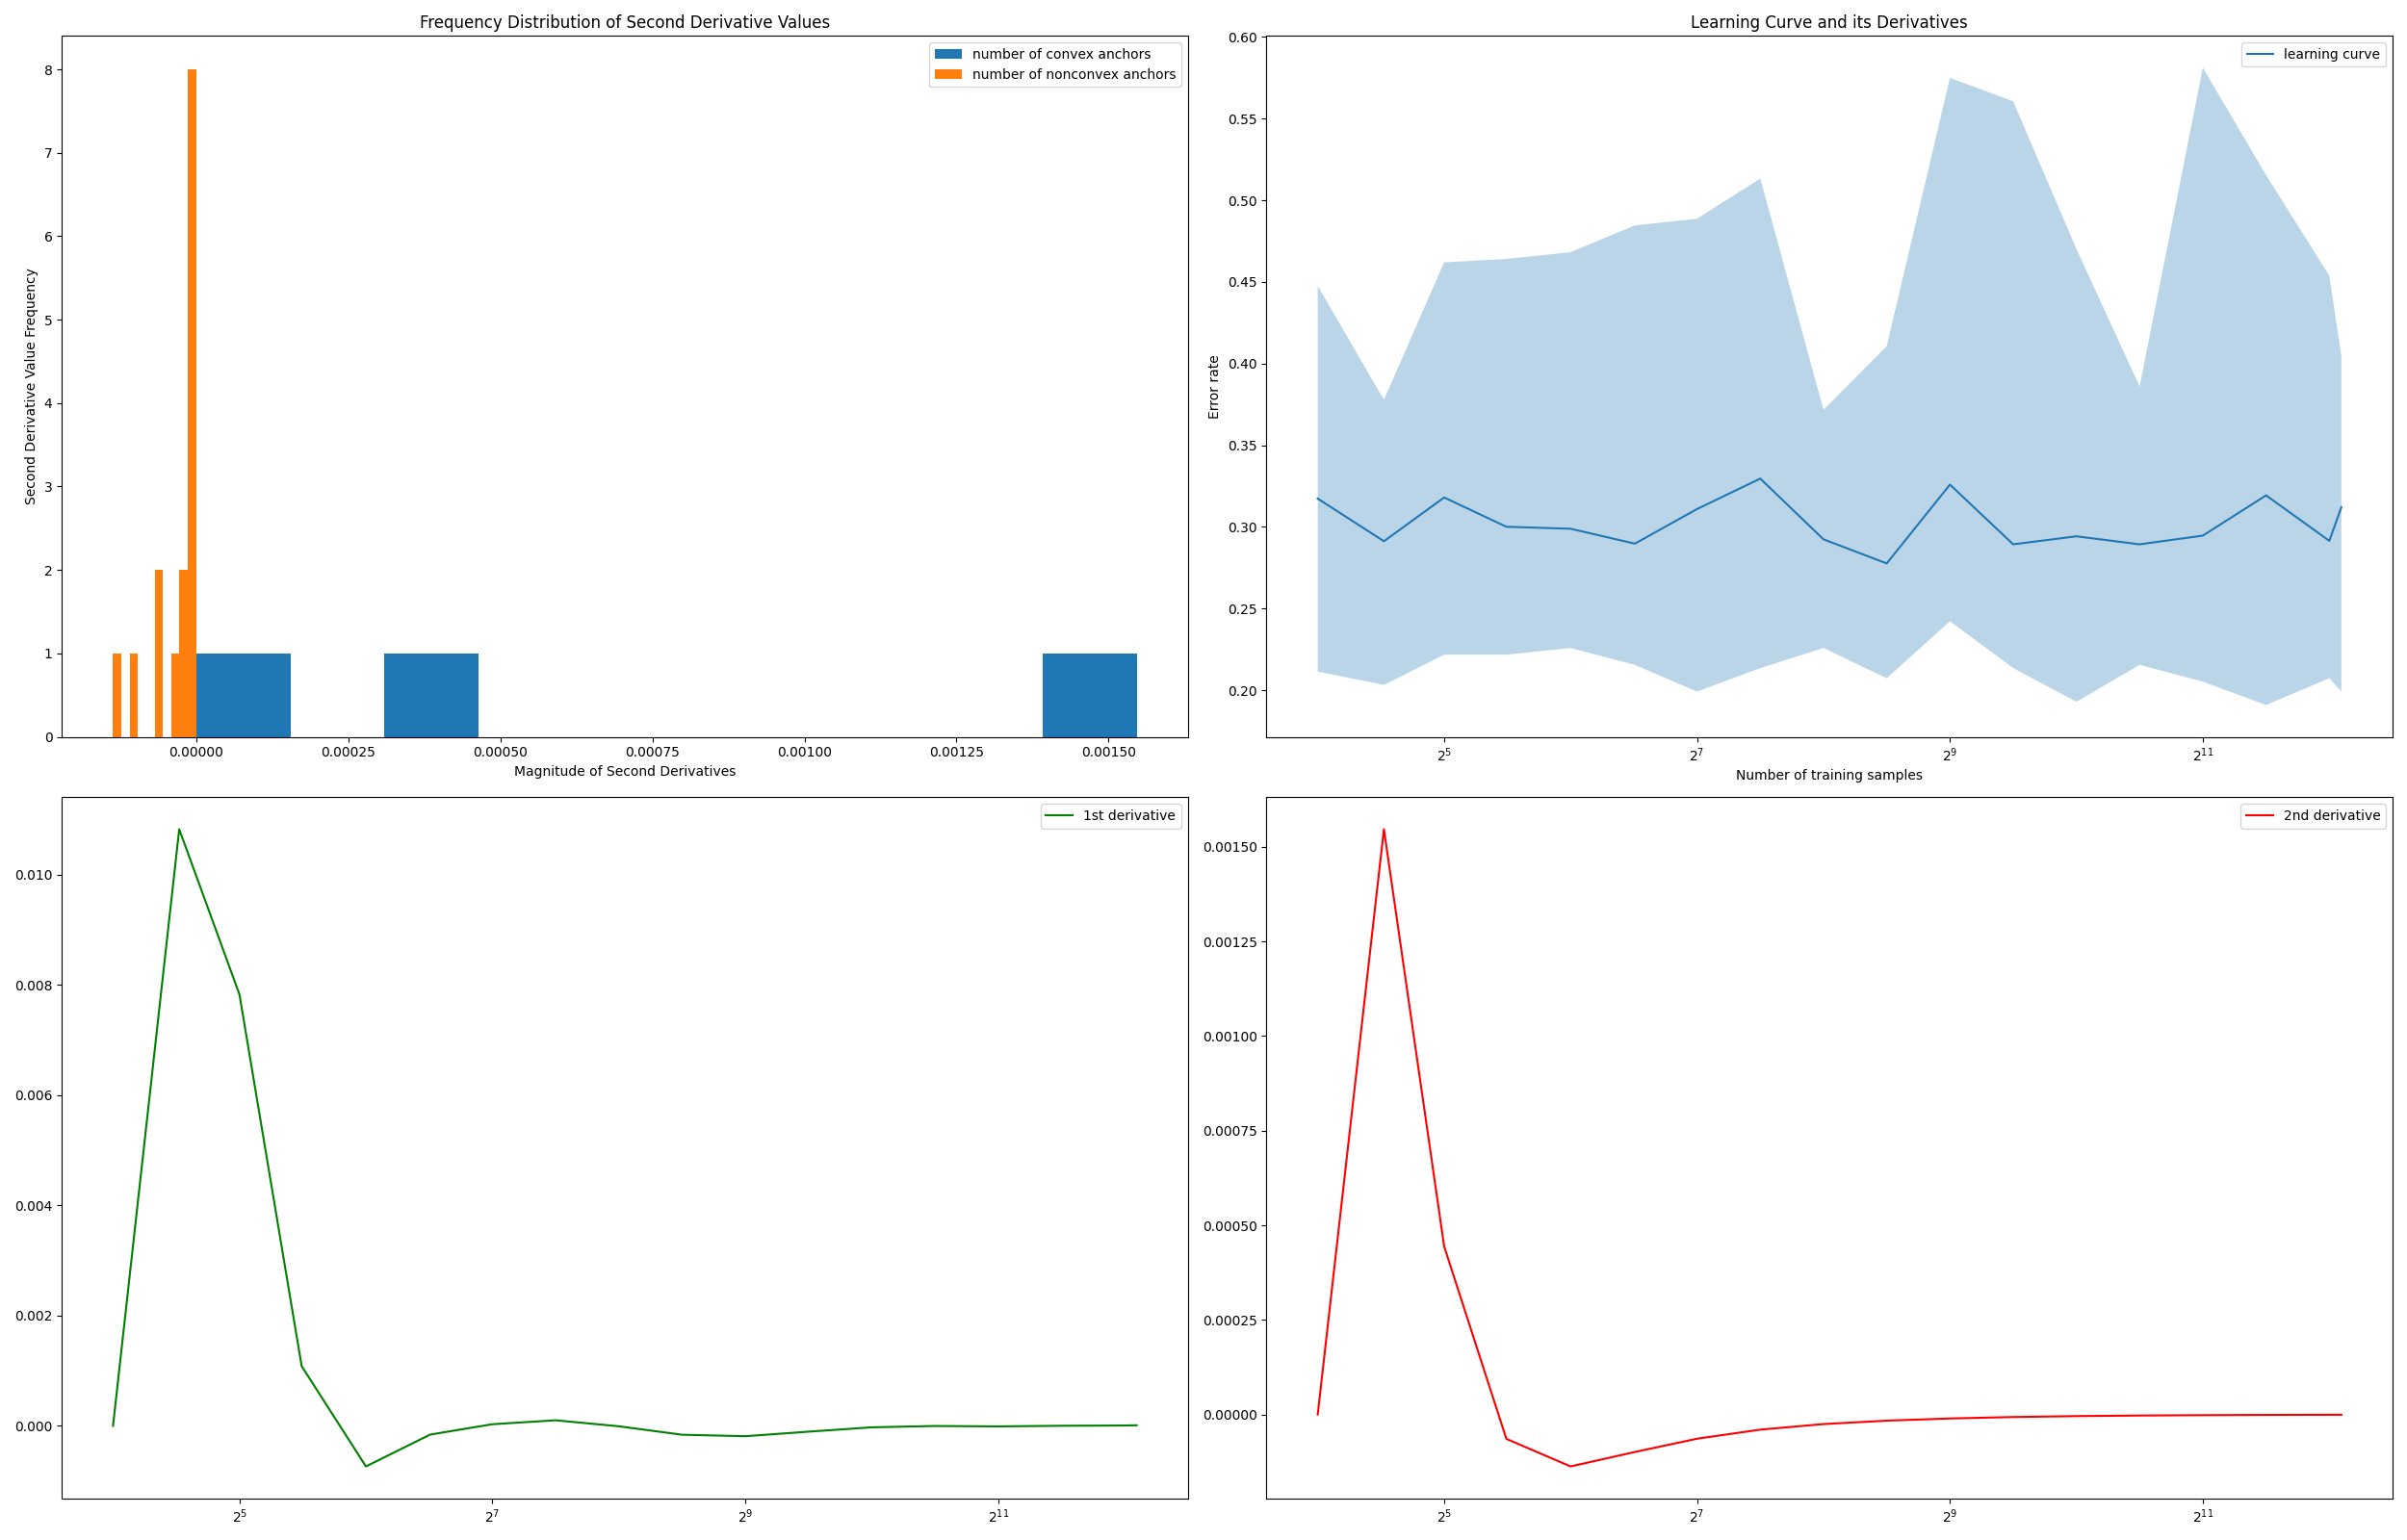 Frequency Distribution of Second Derivative Values
number of convex anchors
number of nonconvex anchors
8
7
6
5
4
3
2
1
0
Second Derivative Value Frequency
0.00000 0.00025 0.00050 0.00075 0.00100 0.00125 0.00150
Magnitude of Second Derivatives
Learning Curve and its Derivatives
learning curve
0.60
0.55
0.50
0.45
0.40
0.35
0.30
0.25
0.20
Error rate
2^5 2^7 2^9 2^11
Number of training samples
1st derivative
0.010
0.008
0.006
0.004
0.002
0.000
2^5 2^7 2^9 2^11
2nd derivative
0.00150
0.00125
0.00100
0.00075
0.00050
0.00025
0.00000
2^5 2^7 2^9 2^11